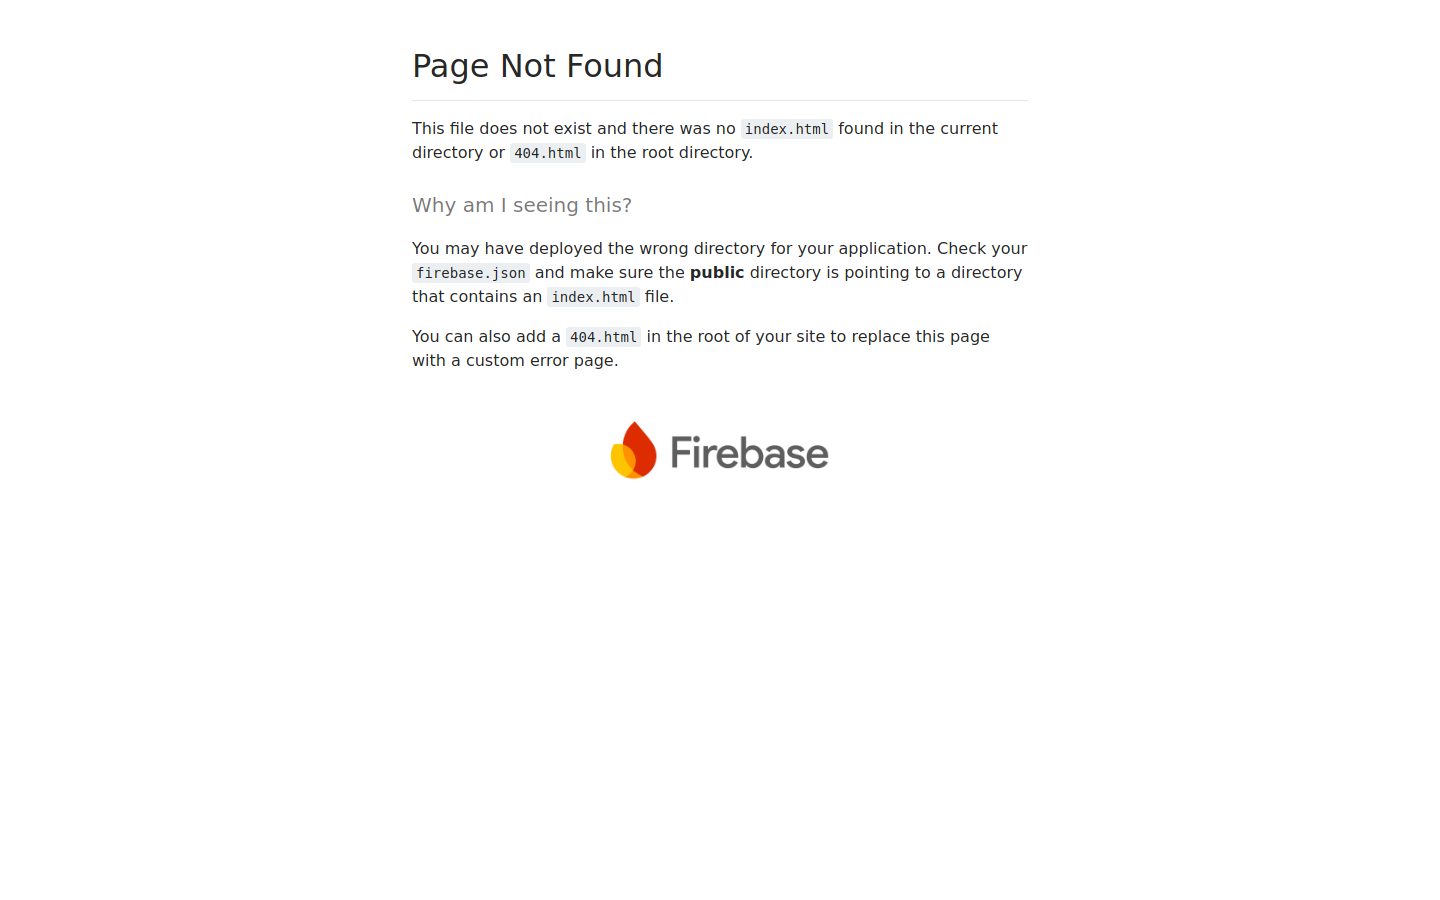 Page Not Found
This file does not exist and there was no index.html found in the current
directory or 404.html in the root directory.
Why am I seeing this?
You may have deployed the wrong directory for your application. Check your
firebase.json and make sure the public directory is pointing to a directory
that contains an index.html file.
You can also add a 404.html in the root of your site to replace this page
with a custom error page.
Firebase